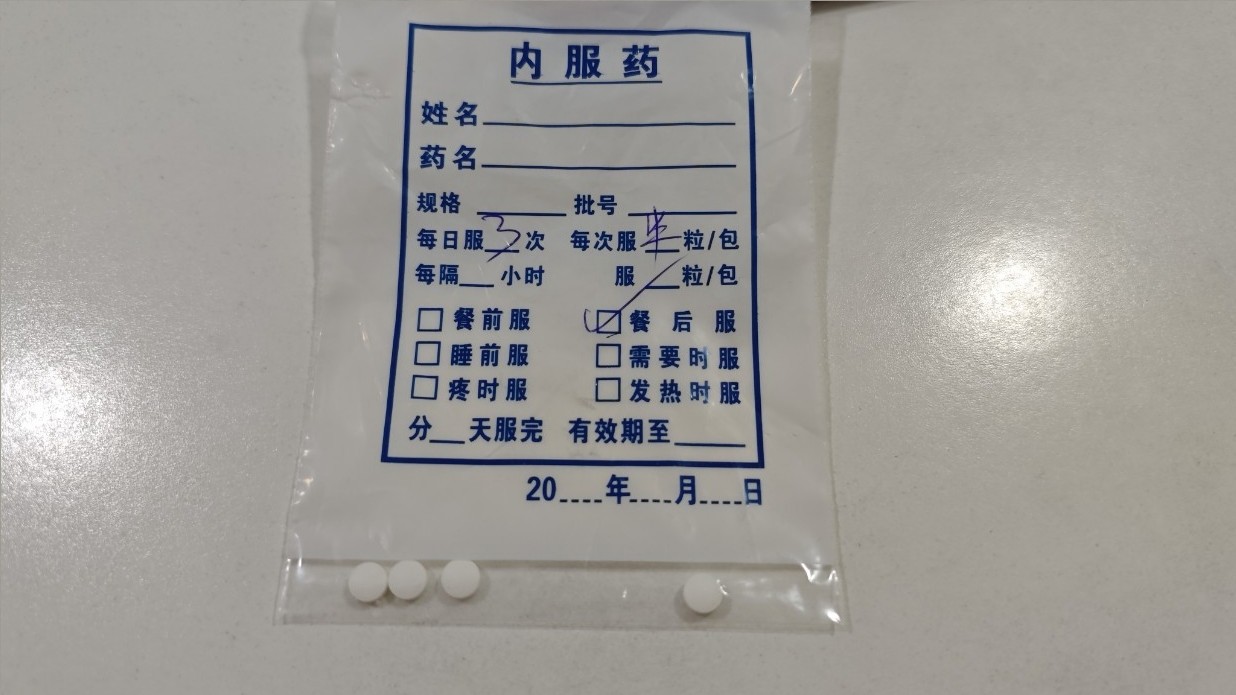 内服药
姓名
药名
规格 批号
每日服3次 每次服半粒/包
每隔 小时 服 粒/包
餐前服 餐后服
睡前服 需要时服
疼时服 发热时服
分 天服完 有效期至
20 年 月 日